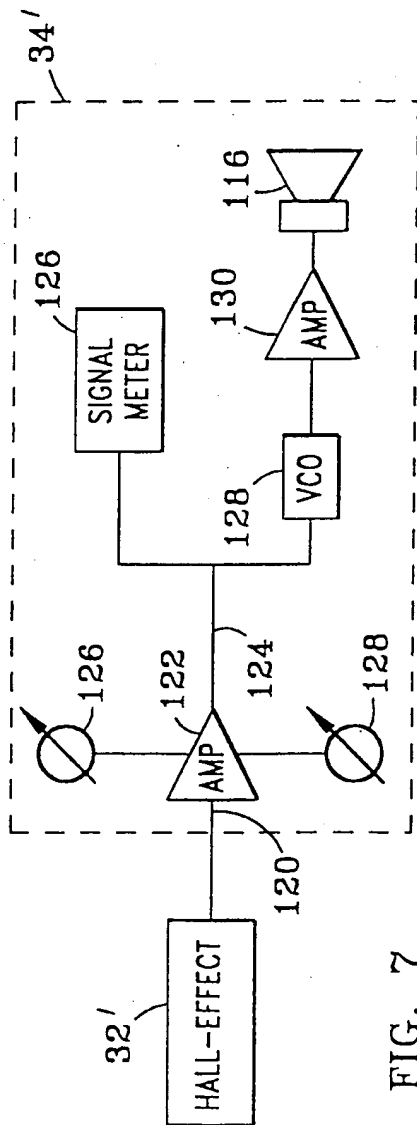 34'
126
SIGNAL
METER
116
130
AMP
128
VCO
126
122
AMP
124
128
120
32'
HALL-EFFECT
FIG. 7